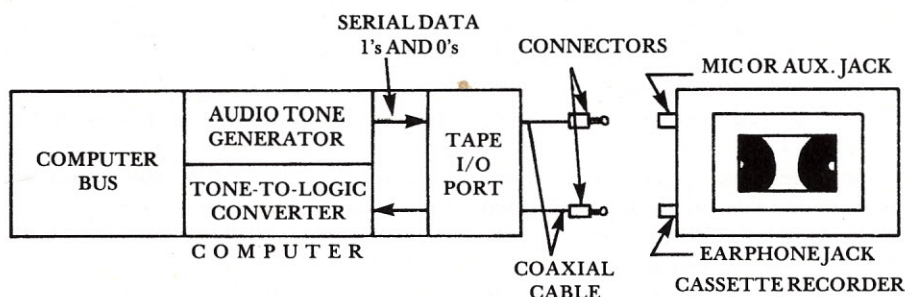 SERIAL DATA
1's AND 0's
CONNECTORS
MIC OR AUX. JACK
COMPUTER
BUS
AUDIO TONE
GENERATOR
TONE-TO-LOGIC
CONVERTER
TAPE
I/O
PORT
COMPUTER
COAXIAL
CABLE
EARPHONE JACK
CASSETTE RECORDER